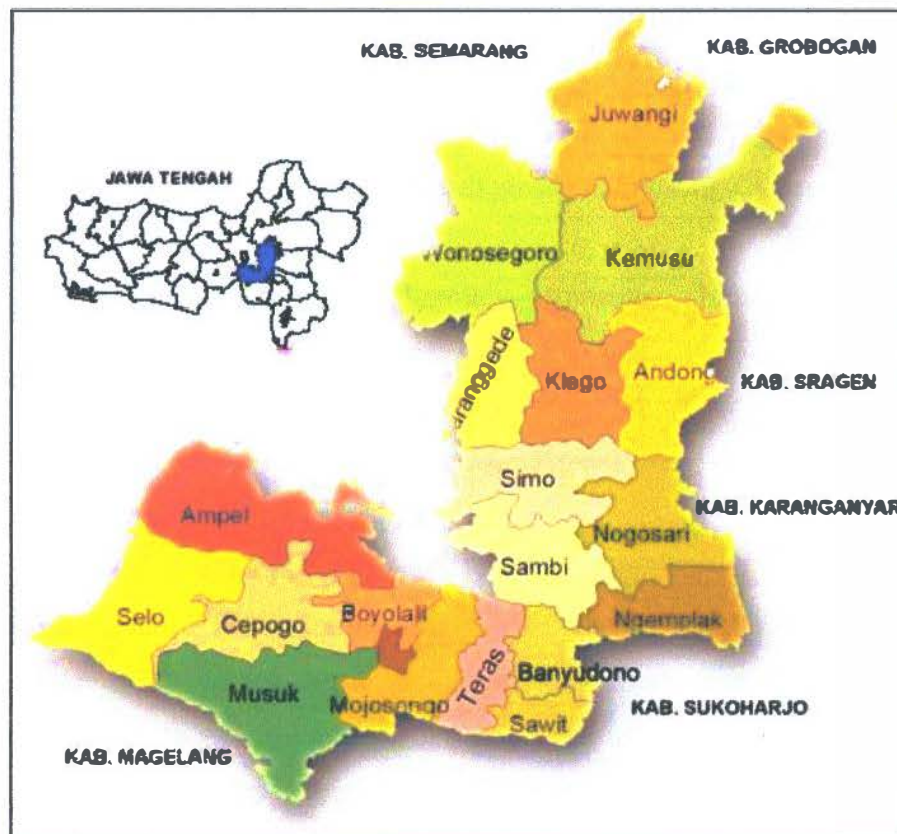 KAB. SEMARANG
KAB. GROBOGAN
Juwangi
JAWA TENGAH
Wonosegoro
Kemusu
aranggede
Klego
Andong
KAB. SRAGEN
Simo
Ampel
KAB. KARANGANYAR
Nogosari
Sambi
Selo
Cepogo
Boyolali
Ngemplak
Teras
Banyudono
Musuk
Mojosongo
Sawit
KAB. SUKOHARJO
KAB. MAGELANG